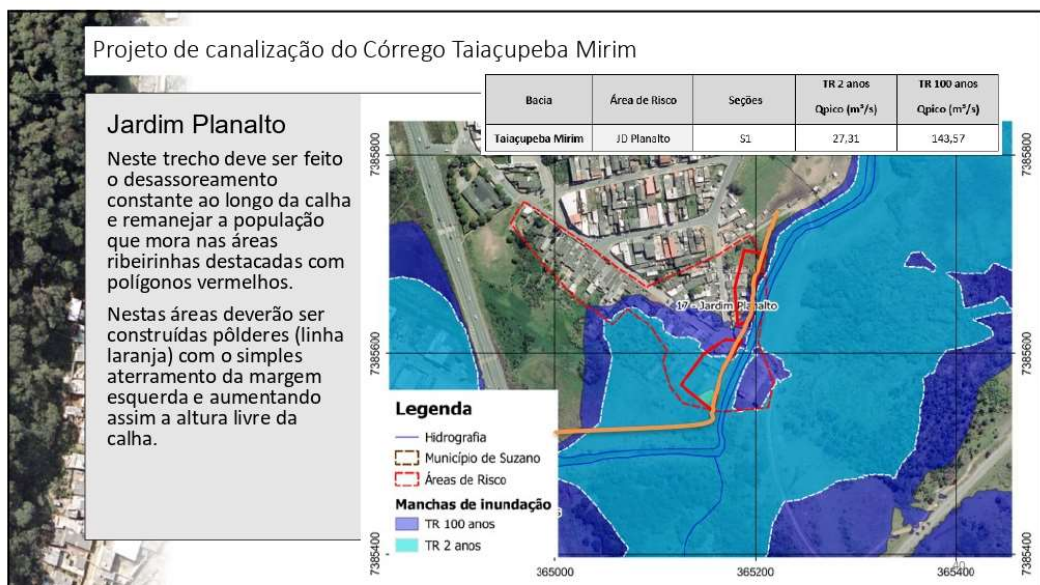 Projeto de canalização do Córrego Taiaçupeba Mirim
Bacia
Área de Risco
Seções
TR 2 anos
Qpico (m³/s)
TR 100 anos
Qpico (m³/s)
Taiaçupeba Mirim
JD Planalto
S1
27,31
143,57
Jardim Planalto
Neste trecho deve ser feito
o desassoreamento
constante ao longo da calha
e remanejar a população
que mora nas áreas
ribeirinhas destacadas com
polígonos vermelhos.
Nestas áreas deverão ser
construídas pôlderes (linha
laranja) com o simples
aterramento da margem
esquerda e aumentando
assim a altura livre da
calha.
7385800
7385800
17 - Jardim Planalto
7385600
7385600
Legenda
Hidrografia
Município de Suzano
Áreas de Risco
Manchas de inundação
TR 100 anos
TR 2 anos
7385400
7385400
365000
365200
365400